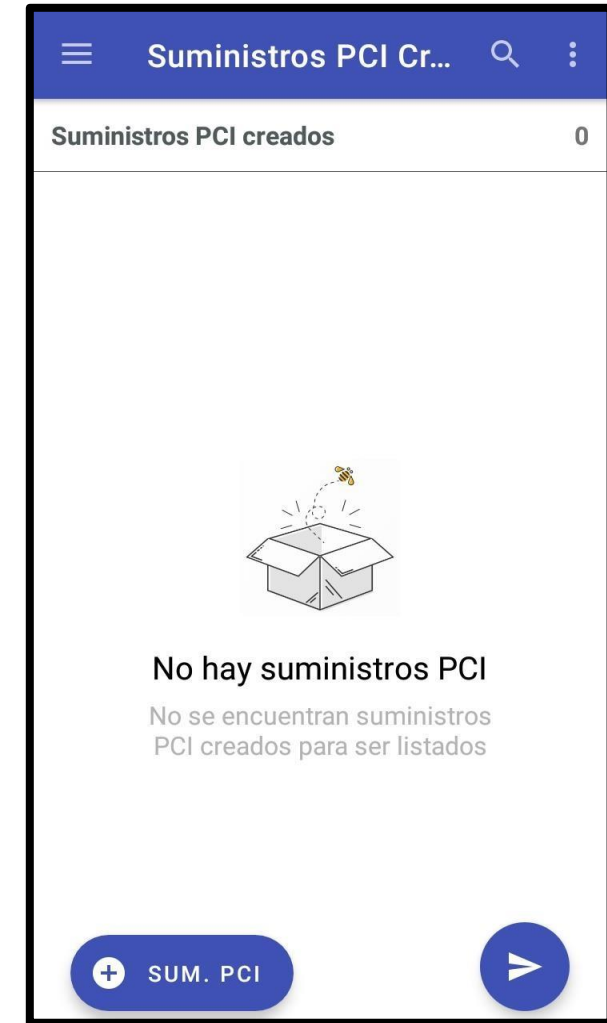 Suministros PCI Cr...
Suministros PCI creados 0
No hay suministros PCI
No se encuentran suministros
PCI creados para ser listados
SUM. PCI